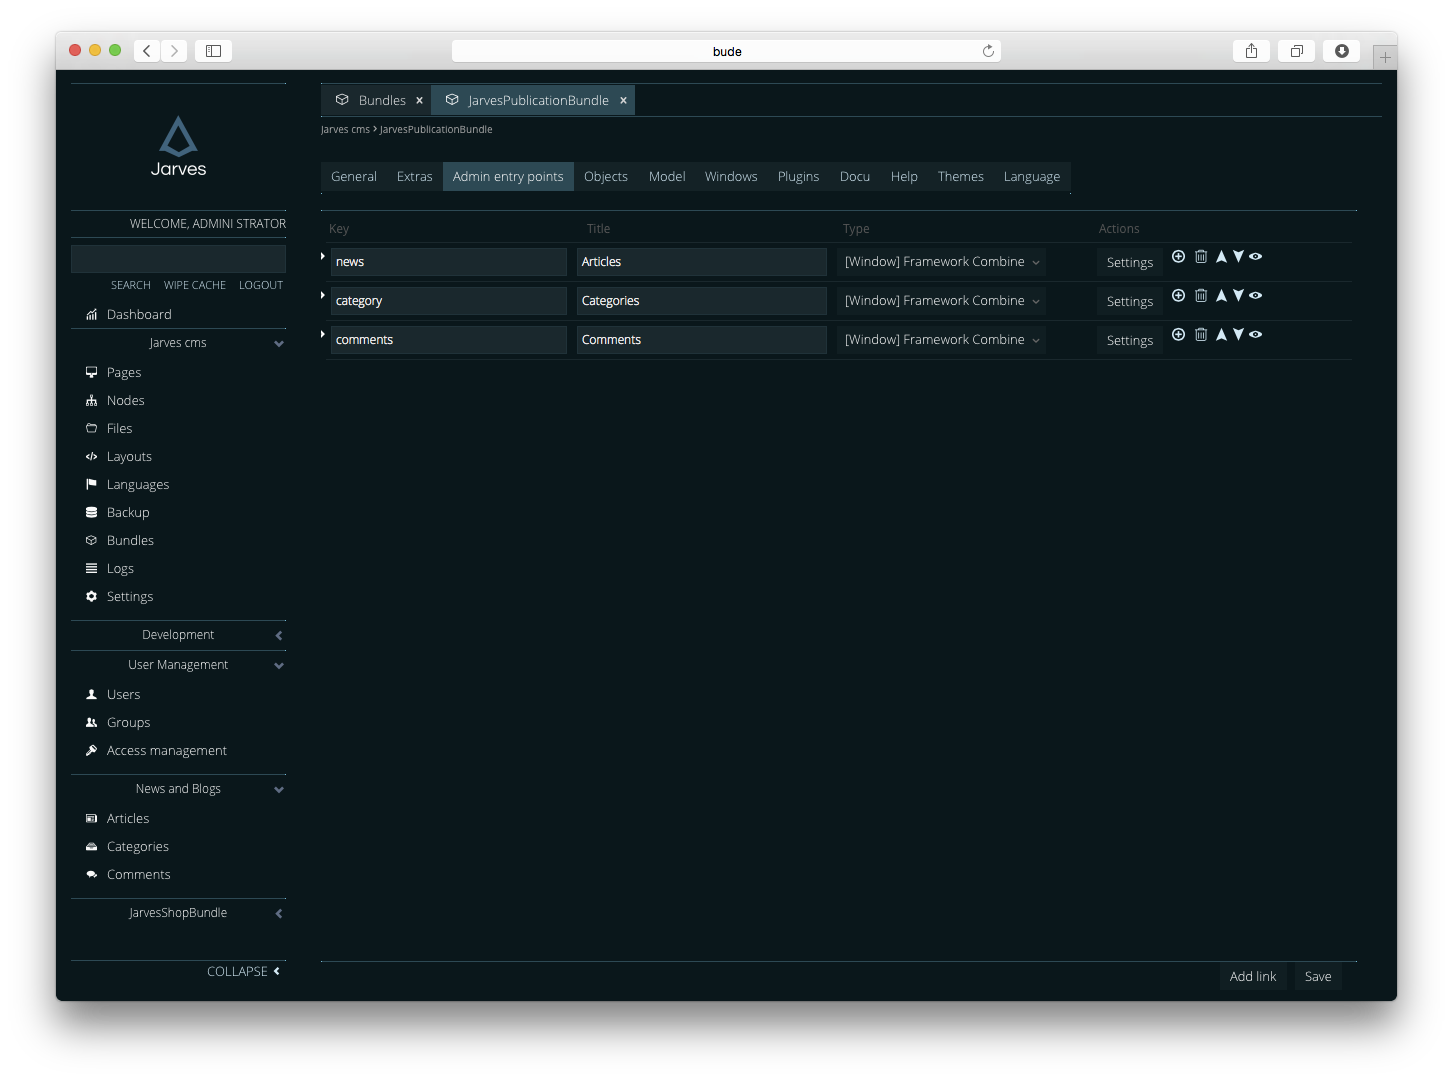 bude
Jarves
WELCOME, ADMINI STRATOR
SEARCH WIPE CACHE LOGOUT
Dashboard
Jarves cms
Pages
Nodes
Files
Layouts
Languages
Backup
Bundles
Logs
Settings
Development
User Management
Users
Groups
Access management
News and Blogs
Articles
Categories
Comments
JarvesShopBundle
COLLAPSE
Bundles x JarvesPublicationBundle x
Jarves cms › JarvesPublicationBundle
General Extras Admin entry points Objects Model Windows Plugins Docu Help Themes Language
Key Title Type Actions
news Articles [Window] Framework Combine Settings
category Categories [Window] Framework Combine Settings
comments Comments [Window] Framework Combine Settings
Add link Save